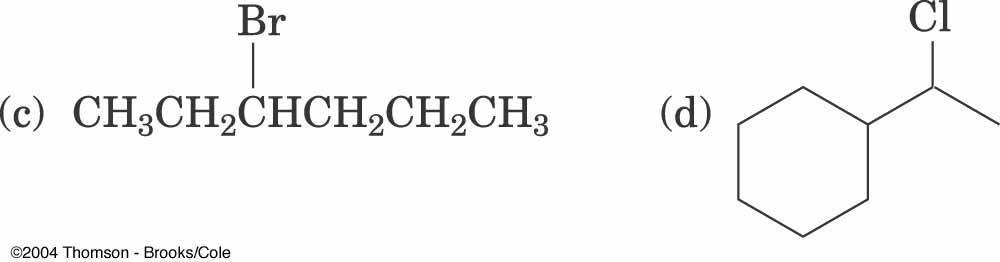 Br
Cl
(c) CH₃CH₂CHCH₂CH₂CH₃
(d)
©2004 Thomson - Brooks/Cole